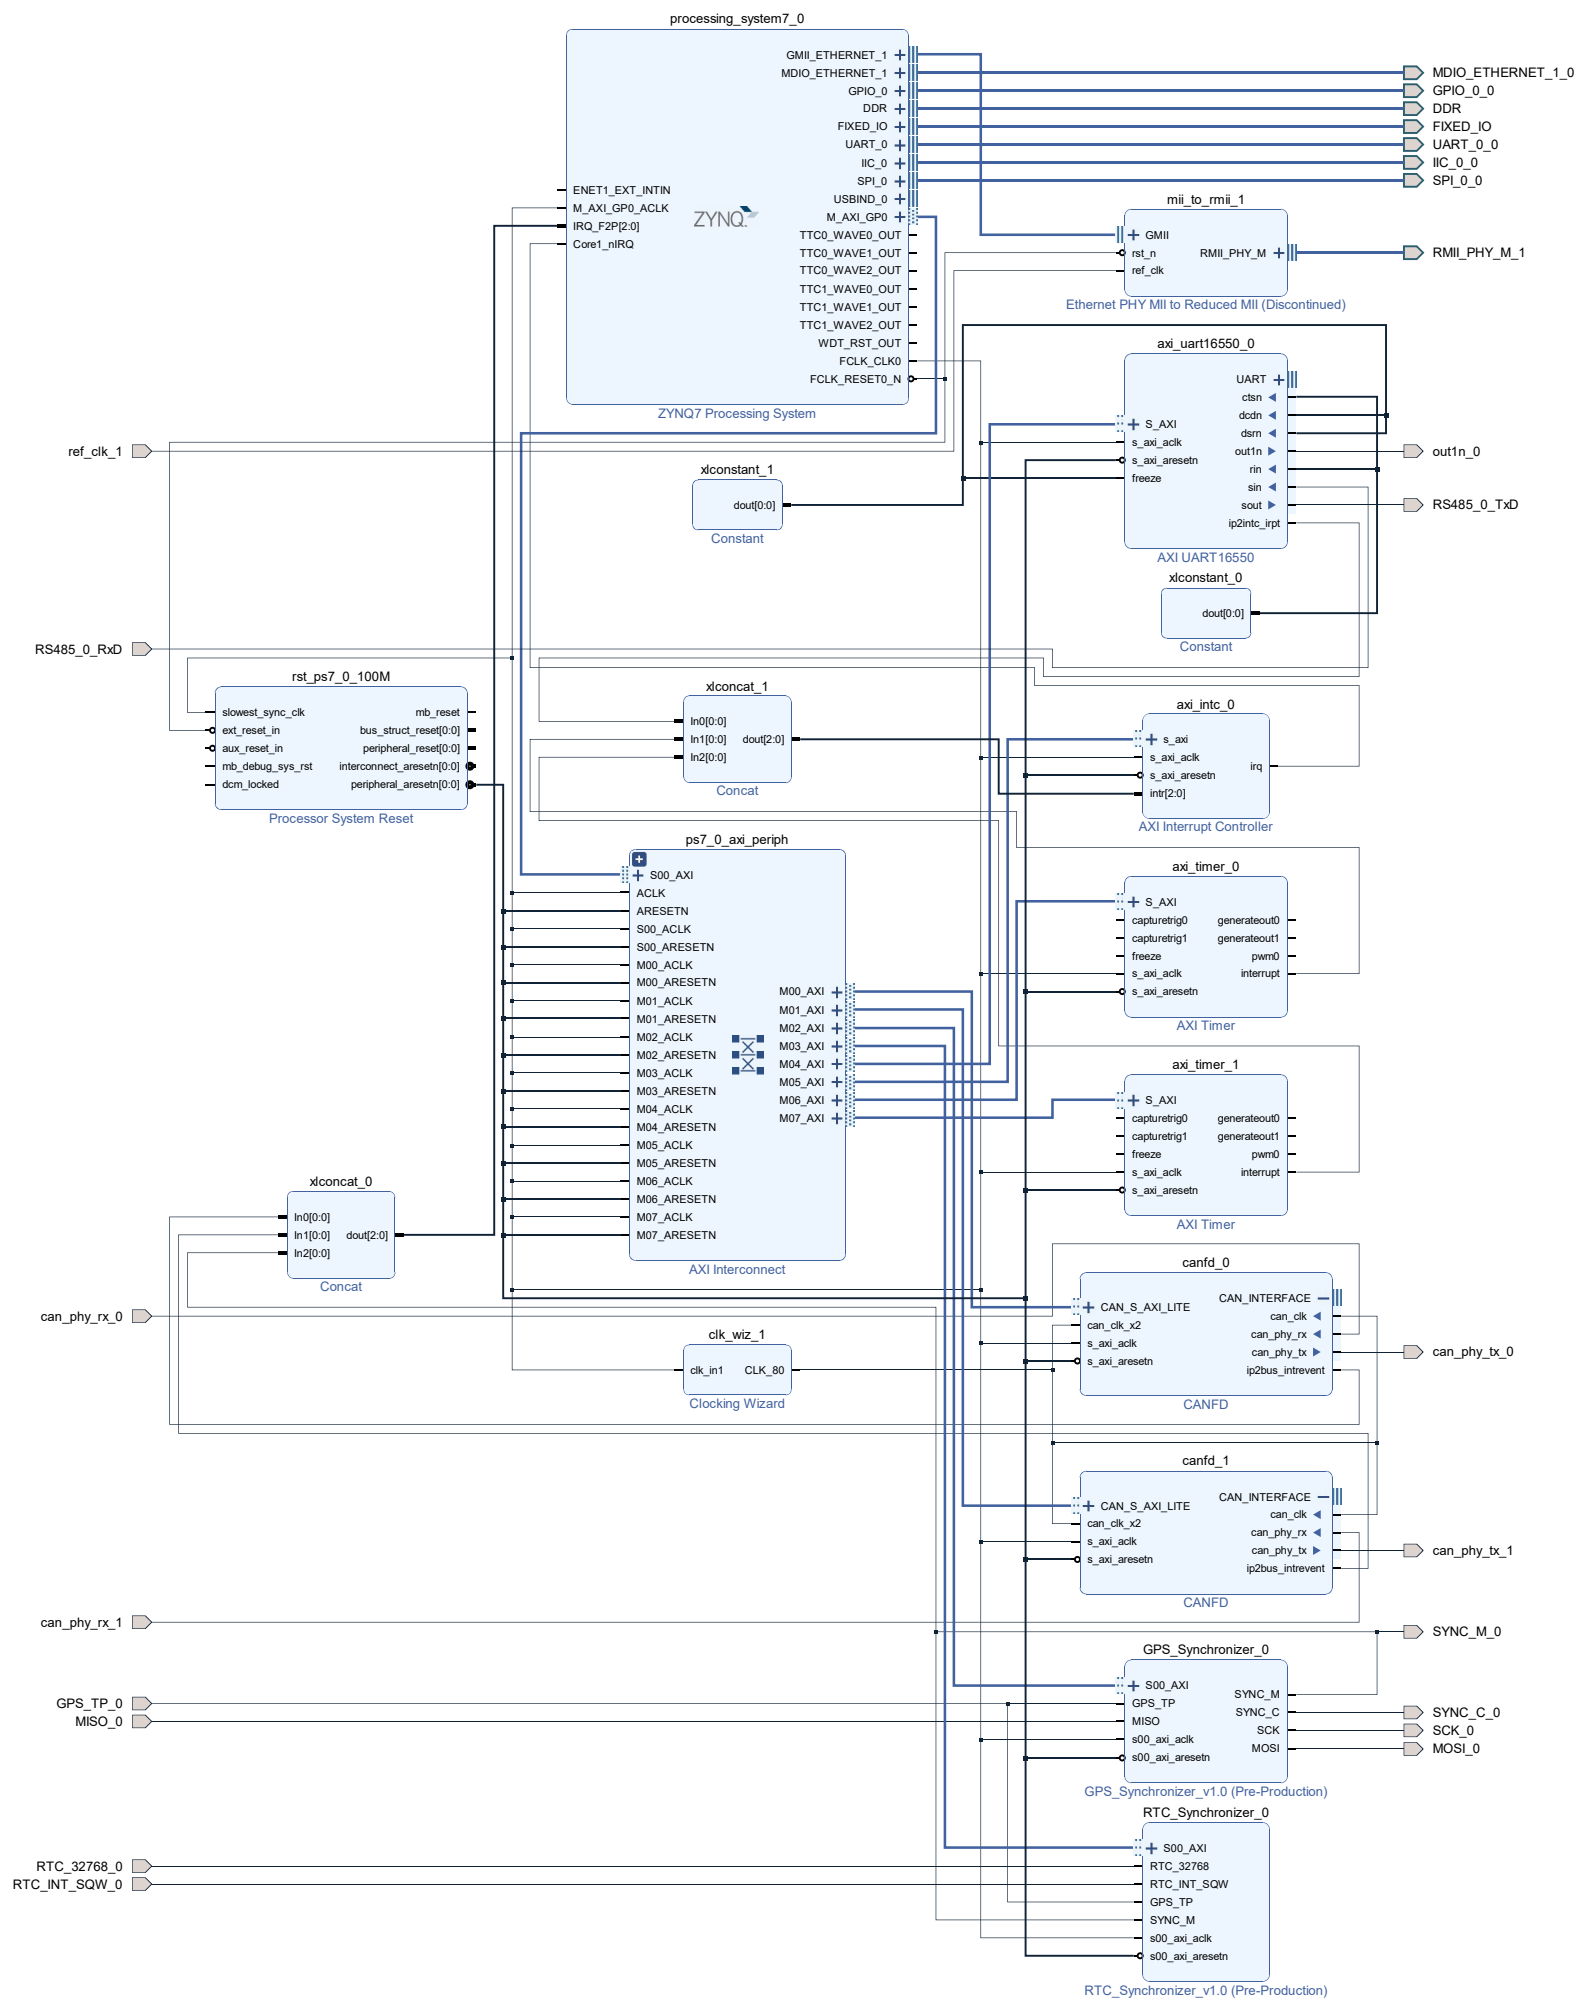 processing_system7_0
GMII_ETHERNET_1
MDIO_ETHERNET_1
GPIO_0
DDR
FIXED_IO
UART_0
IIC_0
SPI_0
USBIND_0
M_AXI_GP0
TTC0_WAVE0_OUT
TTC0_WAVE1_OUT
TTC0_WAVE2_OUT
TTC1_WAVE0_OUT
TTC1_WAVE1_OUT
TTC1_WAVE2_OUT
WDT_RST_OUT
FCLK_CLK0
FCLK_RESET0_N
ENET1_EXT_INTIN
M_AXI_GP0_ACLK
IRQ_F2P[2:0]
Core1_nIRQ
ZYNQ
ZYNQ7 Processing System
MDIO_ETHERNET_1_0
GPIO_0_0
DDR
FIXED_IO
UART_0_0
IIC_0_0
SPI_0_0
mii_to_rmii_1
GMII
rst_n
ref_clk
RMII_PHY_M
Ethernet PHY MII to Reduced MII (Discontinued)
RMII_PHY_M_1
axi_uart16550_0
S_AXI
s_axi_aclk
s_axi_aresetn
freeze
UART
ctsn
dcdn
dsrn
out1n
rin
sin
sout
ip2intc_irpt
AXI UART16550
out1n_0
RS485_0_TxD
ref_clk_1
xlconstant_1
dout[0:0]
Constant
xlconstant_0
dout[0:0]
Constant
RS485_0_RxD
rst_ps7_0_100M
slowest_sync_clk
ext_reset_in
aux_reset_in
mb_debug_sys_rst
dcm_locked
mb_reset
bus_struct_reset[0:0]
peripheral_reset[0:0]
interconnect_aresetn[0:0]
peripheral_aresetn[0:0]
Processor System Reset
xlconcat_1
In0[0:0]
In1[0:0]
In2[0:0]
dout[2:0]
Concat
axi_intc_0
s_axi
s_axi_aclk
s_axi_aresetn
intr[2:0]
irq
AXI Interrupt Controller
ps7_0_axi_periph
S00_AXI
ACLK
ARESETN
S00_ACLK
S00_ARESETN
M00_ACLK
M00_ARESETN
M01_ACLK
M01_ARESETN
M02_ACLK
M02_ARESETN
M03_ACLK
M03_ARESETN
M04_ACLK
M04_ARESETN
M05_ACLK
M05_ARESETN
M06_ACLK
M06_ARESETN
M07_ACLK
M07_ARESETN
M00_AXI
M01_AXI
M02_AXI
M03_AXI
M04_AXI
M05_AXI
M06_AXI
M07_AXI
AXI Interconnect
axi_timer_0
S_AXI
capturetrig0
capturetrig1
freeze
s_axi_aclk
s_axi_aresetn
generateout0
generateout1
pwm0
interrupt
AXI Timer
axi_timer_1
S_AXI
capturetrig0
capturetrig1
freeze
s_axi_aclk
s_axi_aresetn
generateout0
generateout1
pwm0
interrupt
AXI Timer
xlconcat_0
In0[0:0]
In1[0:0]
In2[0:0]
dout[2:0]
Concat
can_phy_rx_0
clk_wiz_1
clk_in1
CLK_80
Clocking Wizard
canfd_0
CAN_S_AXI_LITE
can_clk_x2
s_axi_aclk
s_axi_aresetn
CAN_INTERFACE
can_clk
can_phy_rx
can_phy_tx
ip2bus_intrevent
CANFD
can_phy_tx_0
canfd_1
CAN_S_AXI_LITE
can_clk_x2
s_axi_aclk
s_axi_aresetn
CAN_INTERFACE
can_clk
can_phy_rx
can_phy_tx
ip2bus_intrevent
CANFD
can_phy_tx_1
can_phy_rx_1
SYNC_M_0
GPS_Synchronizer_0
GPS_TP_0
MISO_0
S00_AXI
GPS_TP
MISO
s00_axi_aclk
s00_axi_aresetn
SYNC_M
SYNC_C
SCK
MOSI
SYNC_C_0
SCK_0
MOSI_0
GPS_Synchronizer_v1.0 (Pre-Production)
RTC_Synchronizer_0
RTC_32768_0
RTC_INT_SQW_0
S00_AXI
RTC_32768
RTC_INT_SQW
GPS_TP
SYNC_M
s00_axi_aclk
s00_axi_aresetn
RTC_Synchronizer_v1.0 (Pre-Production)